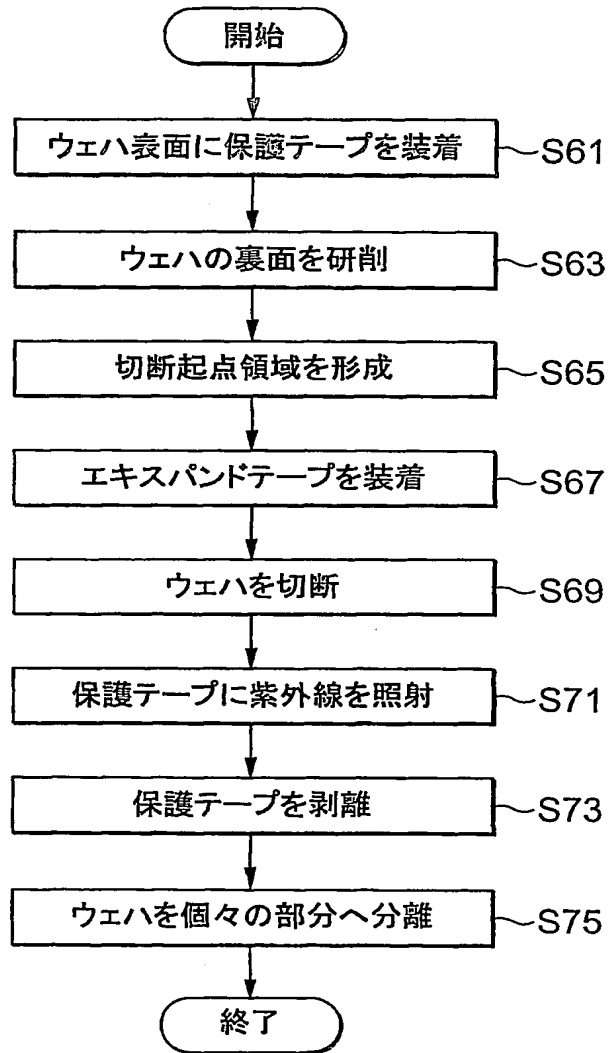 開始
ウェハ表面に保護テープを装着 S61
ウェハの裏面を研削 S63
切断起点領域を形成 S65
エキスパンドテープを装着 S67
ウェハを切断 S69
保護テープに紫外線を照射 S71
保護テープを剥離 S73
ウェハを個々の部分へ分離 S75
終了